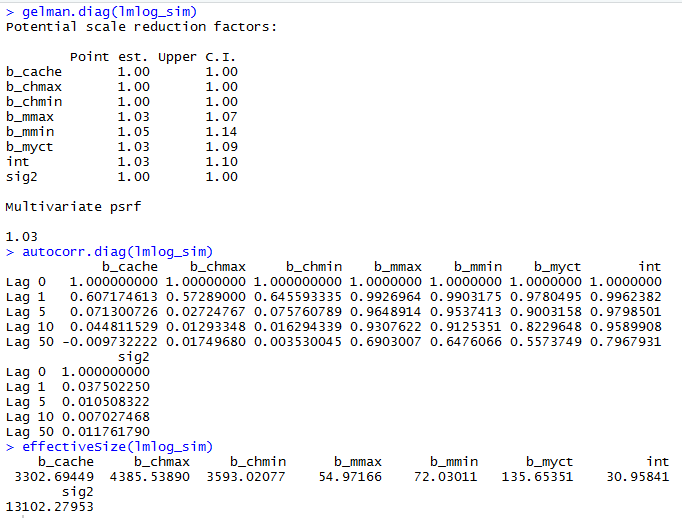 > gelman.diag(lmlog_sim)
Potential scale reduction factors:

        Point est. Upper C.I.
b_cache       1.00       1.00
b_chmax       1.00       1.00
b_chmin       1.00       1.00
b_mmax        1.03       1.07
b_mmin        1.05       1.14
b_myct        1.03       1.09
int           1.03       1.10
sig2          1.00       1.00

Multivariate psrf

1.03
> autocorr.diag(lmlog_sim)
            b_cache    b_chmax     b_chmin    b_mmax    b_mmin    b_myct       int
Lag 0   1.000000000 1.00000000 1.000000000 1.0000000 1.0000000 1.0000000 1.0000000
Lag 1   0.607174613 0.57289000 0.645593335 0.9926964 0.9903175 0.9780495 0.9962382
Lag 5   0.071300726 0.02724767 0.075760789 0.9648914 0.9537413 0.9003158 0.9798501
Lag 10  0.044811529 0.01293348 0.016294339 0.9307622 0.9125351 0.8229648 0.9589908
Lag 50 -0.009732222 0.01749680 0.003530045 0.6903007 0.6476066 0.5573749 0.7967931
              sig2
Lag 0  1.000000000
Lag 1  0.037502250
Lag 5  0.010508322
Lag 10 0.007027468
Lag 50 0.011761790
> effectiveSize(lmlog_sim)
    b_cache     b_chmax     b_chmin      b_mmax      b_mmin      b_myct         int
 3302.69449  4385.53890  3593.02077    54.97166    72.03011   135.65351    30.95841
       sig2
13102.27953